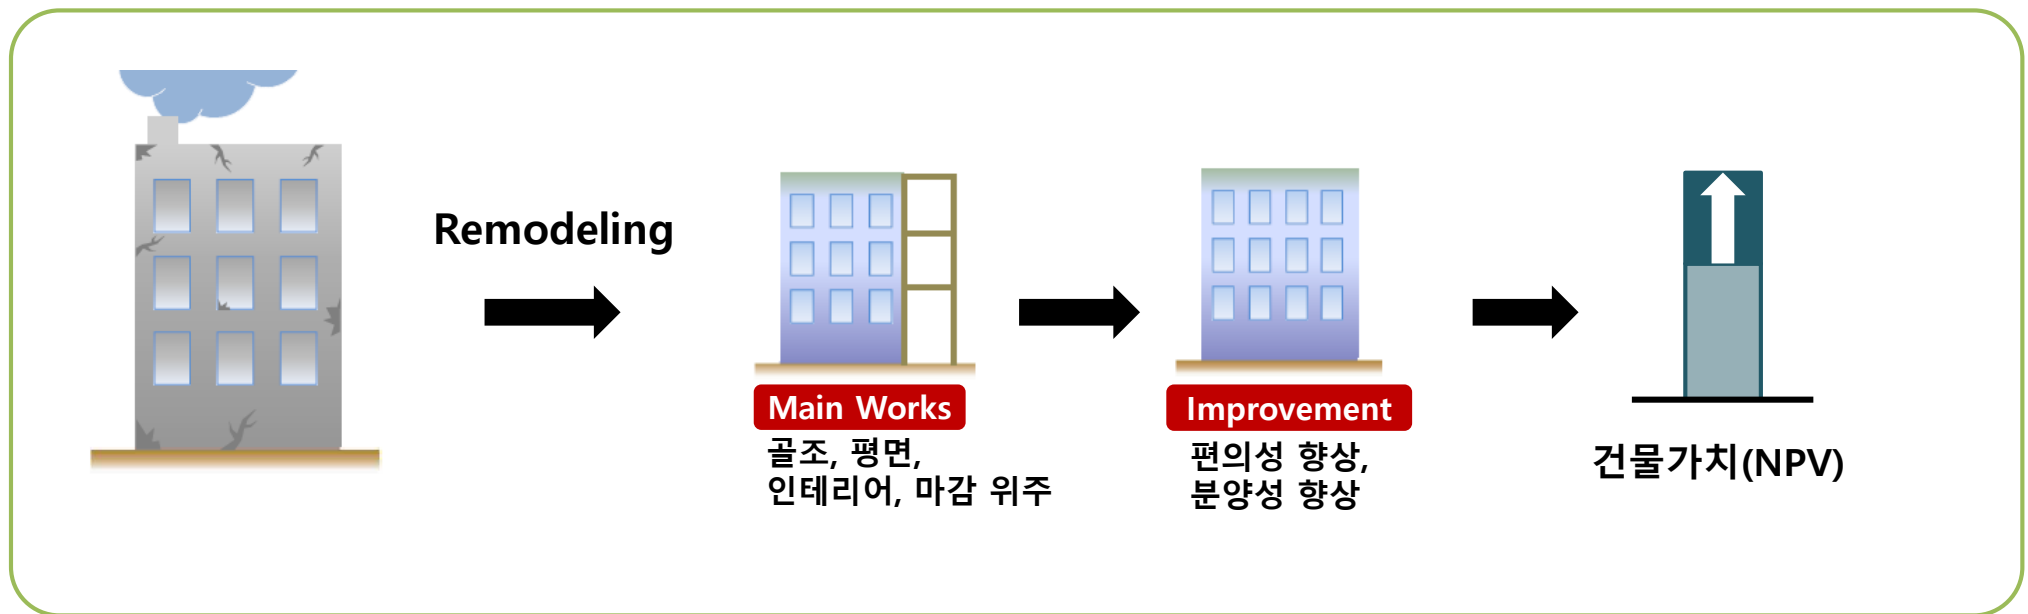 Remodeling
Main Works
골조, 평면,
인테리어, 마감 위주
Improvement
편의성 향상,
분양성 향상
건물가치(NPV)